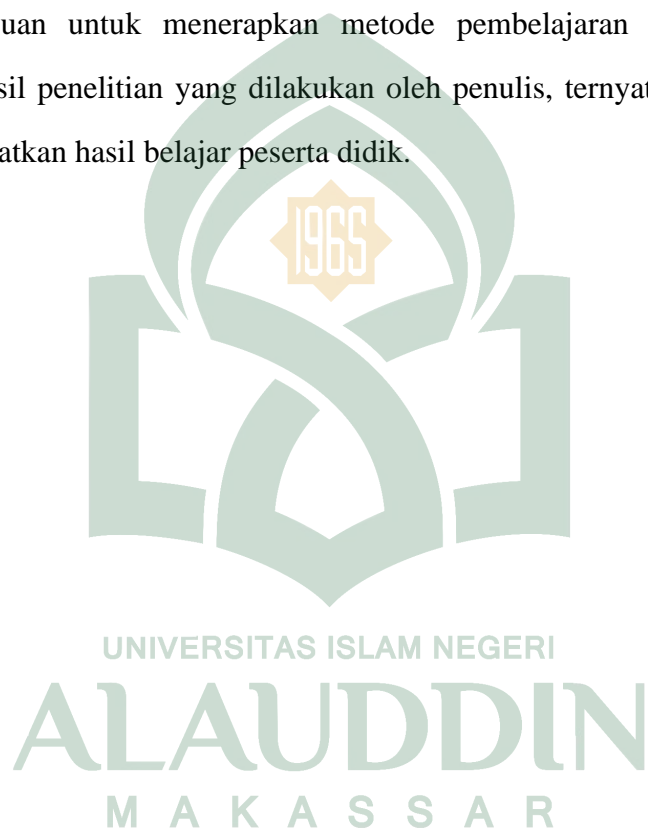 uan untuk menerapkan metode pembelajaran
sil penelitian yang dilakukan oleh penulis, ternyat
atkan hasil belajar peserta didik.
1965
UNIVERSITAS ISLAM NEGERI
ALAUDDIN
MAKASSAR